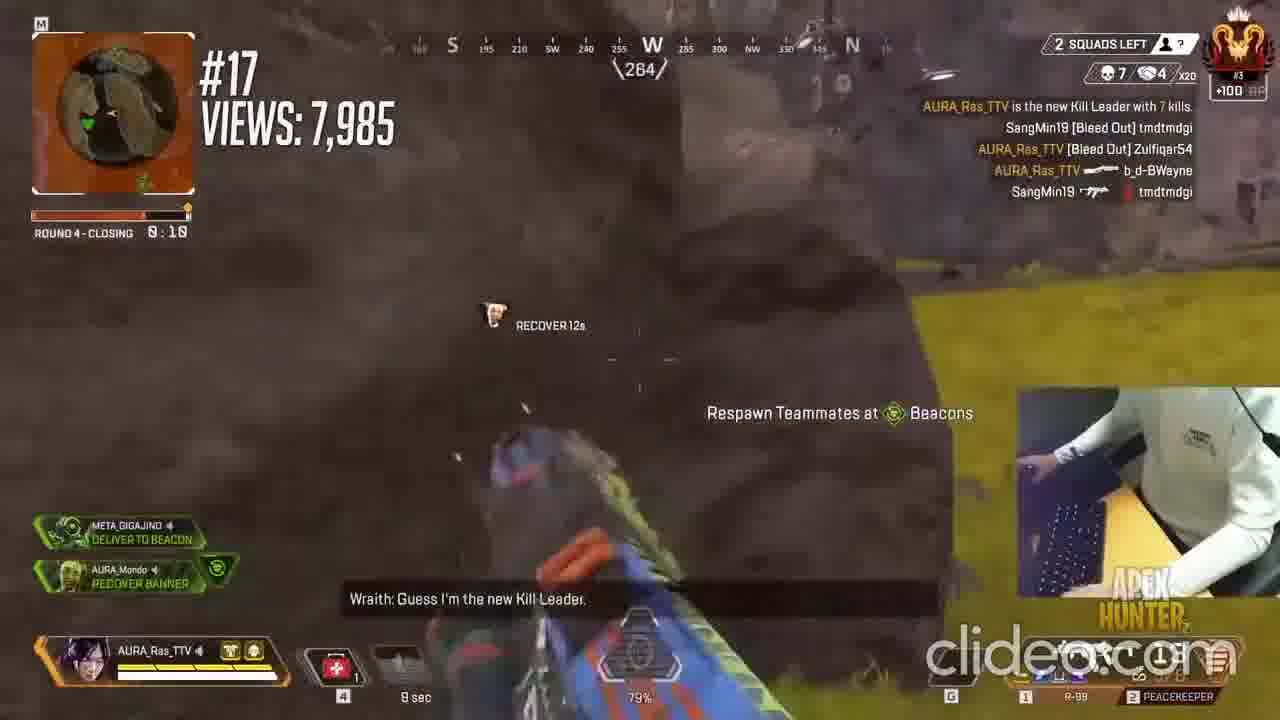 M
#17
VIEWS: 7,985
S 195 210 SW 240 255 W 285 300 NW 330 345 N
264
2 SQUADS LEFT ?
7 4 X20
#3
+100 RP
AURA_Ras_TTV is the new Kill Leader with 7 kills.
SangMin19 [Bleed Out] tmdtmdgi
AURA_Ras_TTV [Bleed Out] Zulfiqar54
AURA_Ras_TTV b_d-BWayne
SangMin19 tmdtmdgi
ROUND 4 - CLOSING 0:10
RECOVER 12s
Respawn Teammates at Beacons
META_GIGAJINO
DELIVER TO BEACON
AURA_Mondo
RECOVER BANNER
Wraith: Guess I'm the new Kill Leader.
APEX
HUNTER
AURA_Ras_TTV
clideo.com
1
4
9 sec
79%
G
1 R-99 2 PEACEKEEPER